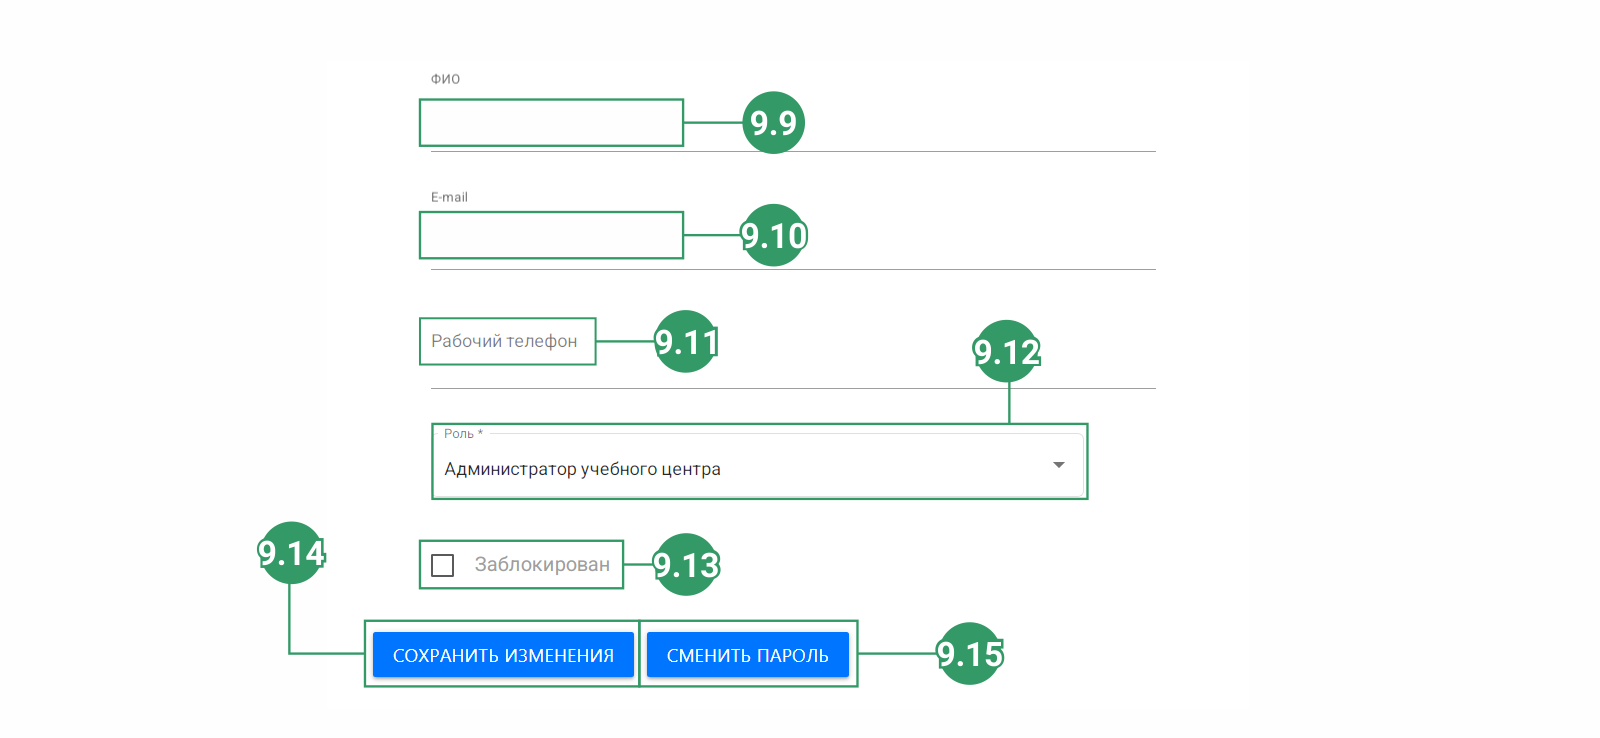 ФИО
9.9
E-mail
9.10
Рабочий телефон
9.11
9.12
Роль *
Администратор учебного центра
9.14
Заблокирован
9.13
СОХРАНИТЬ ИЗМЕНЕНИЯ
СМЕНИТЬ ПАРОЛЬ
9.15